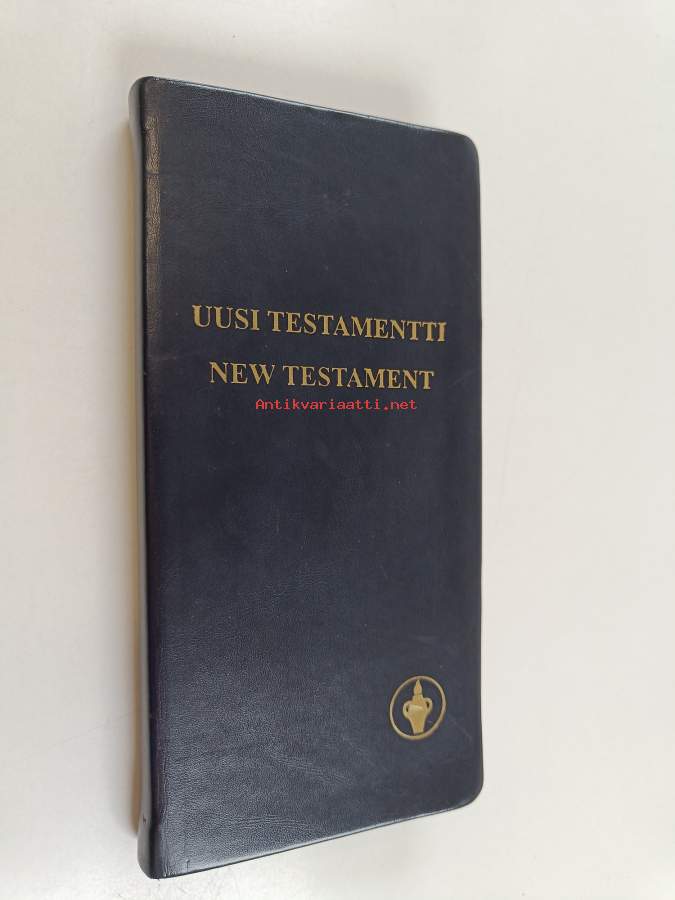 UUSI TESTAMENTTI
NEW TESTAMENT
Antikvariaatti.net